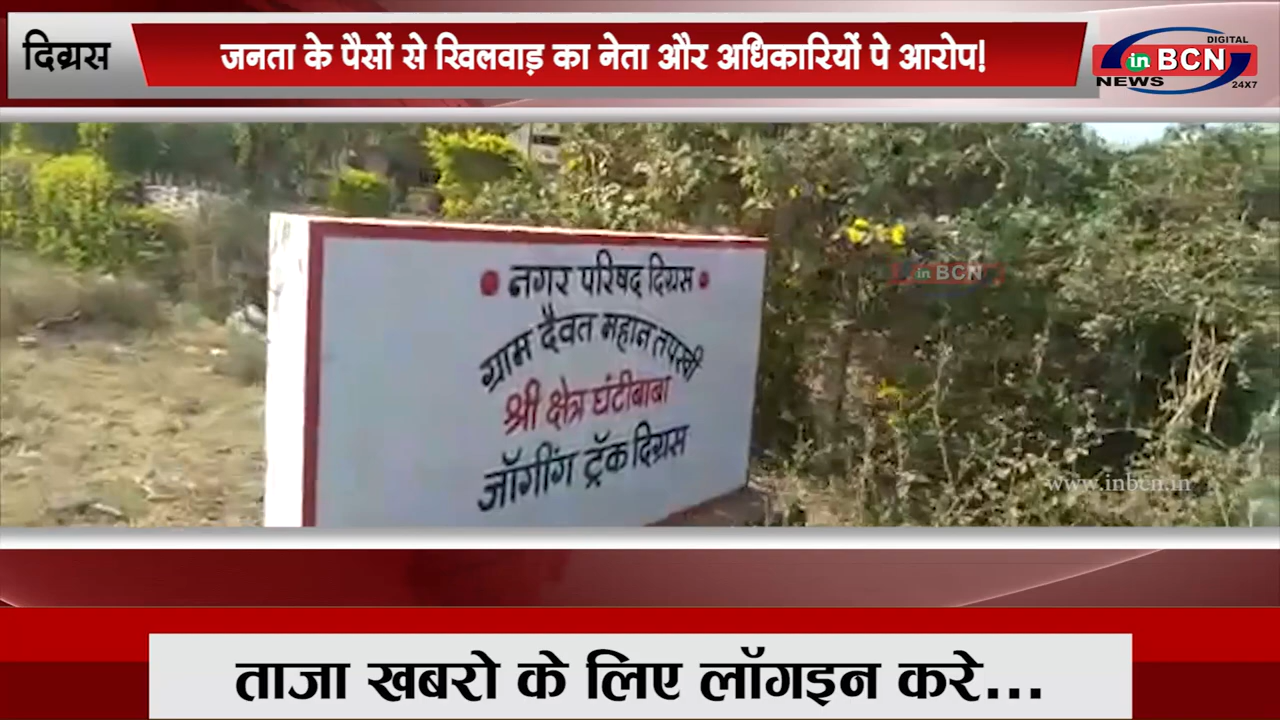 दिग्रस
जनता के पैसों से खिलवाड़ का नेता और अधिकारियों पे आरोप!
DIGITAL
in BCN
NEWS
24X7
नगर परिषद दिग्रस
ग्राम दैवत महान तपस्वी
श्री क्षेत्र घंटीबाबा
जॉगींग ट्रॅक दिग्रस
in BCN
www.inbcn.in
ताजा खबरो के लिए लॉगइन करे...